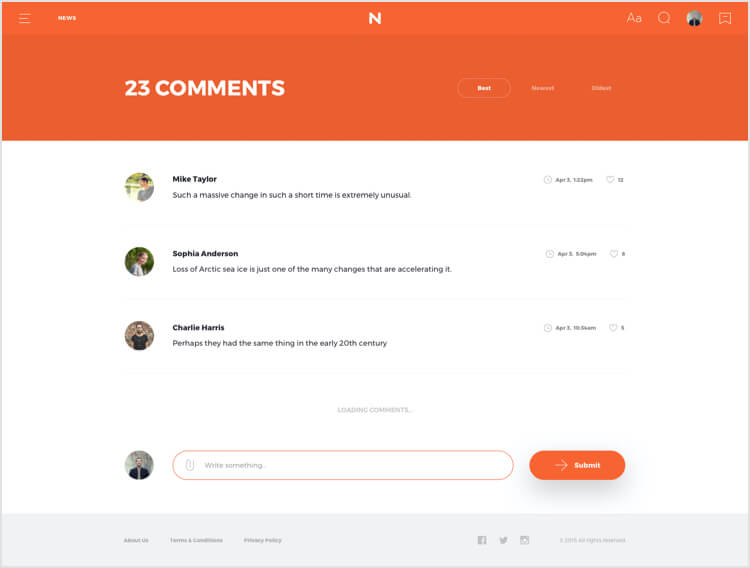 NEWS
N
Aa
23 COMMENTS
Best
Newest
Oldest
Mike Taylor
Apr 3, 1:22pm
12
Such a massive change in such a short time is extremely unusual.
Sophia Anderson
Apr 3, 5:04pm
8
Loss of Arctic sea ice is just one of the many changes that are accelerating it.
Charlie Harris
Apr 3, 10:34am
5
Perhaps they had the same thing in the early 20th century
LOADING COMMENTS...
Write something..
Submit
About Us
Terms & Conditions
Privacy Policy
© 2015 All rights reserved.